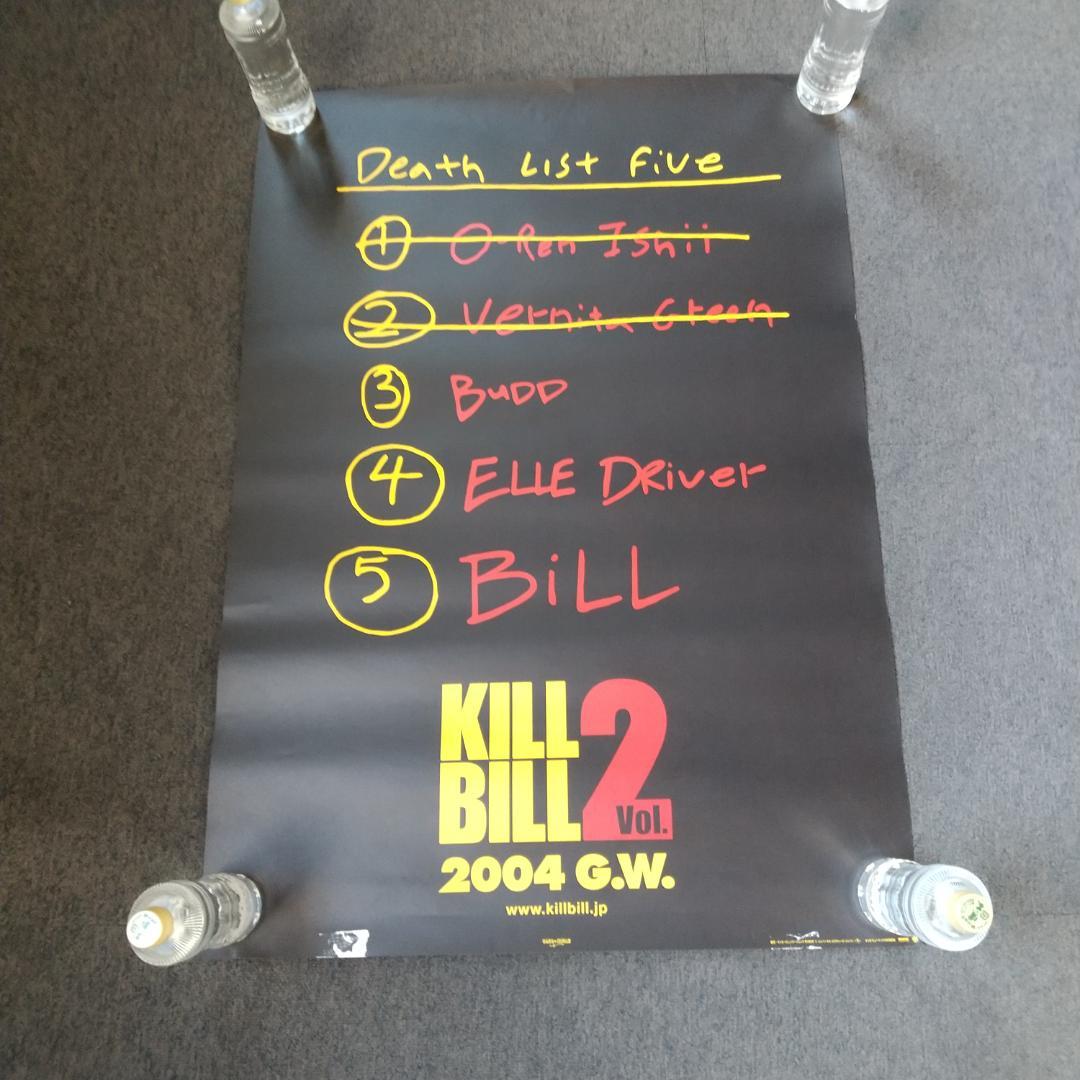 Death List Five
1 O-Ren Ishii
2 Vernita Green
3 BuDD
4 ELLE DRiver
5 BiLL
KILL
BILL 2
Vol.
2004 G.W.
www.killbill.jp